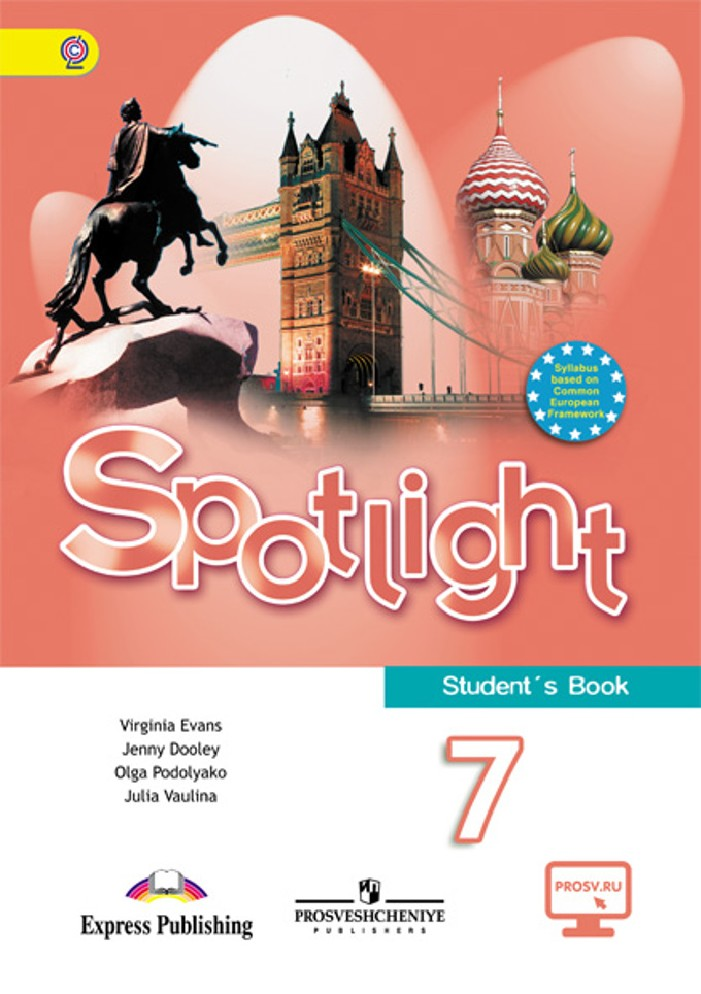 Syllabus
based on
Common
European
Framework
Spotlight
Student´s Book
Virginia Evans
Jenny Dooley
Olga Podolyako
Julia Vaulina
7
Express Publishing
PROSVESHCHENIYE
PUBLISHERS
PROSV.RU